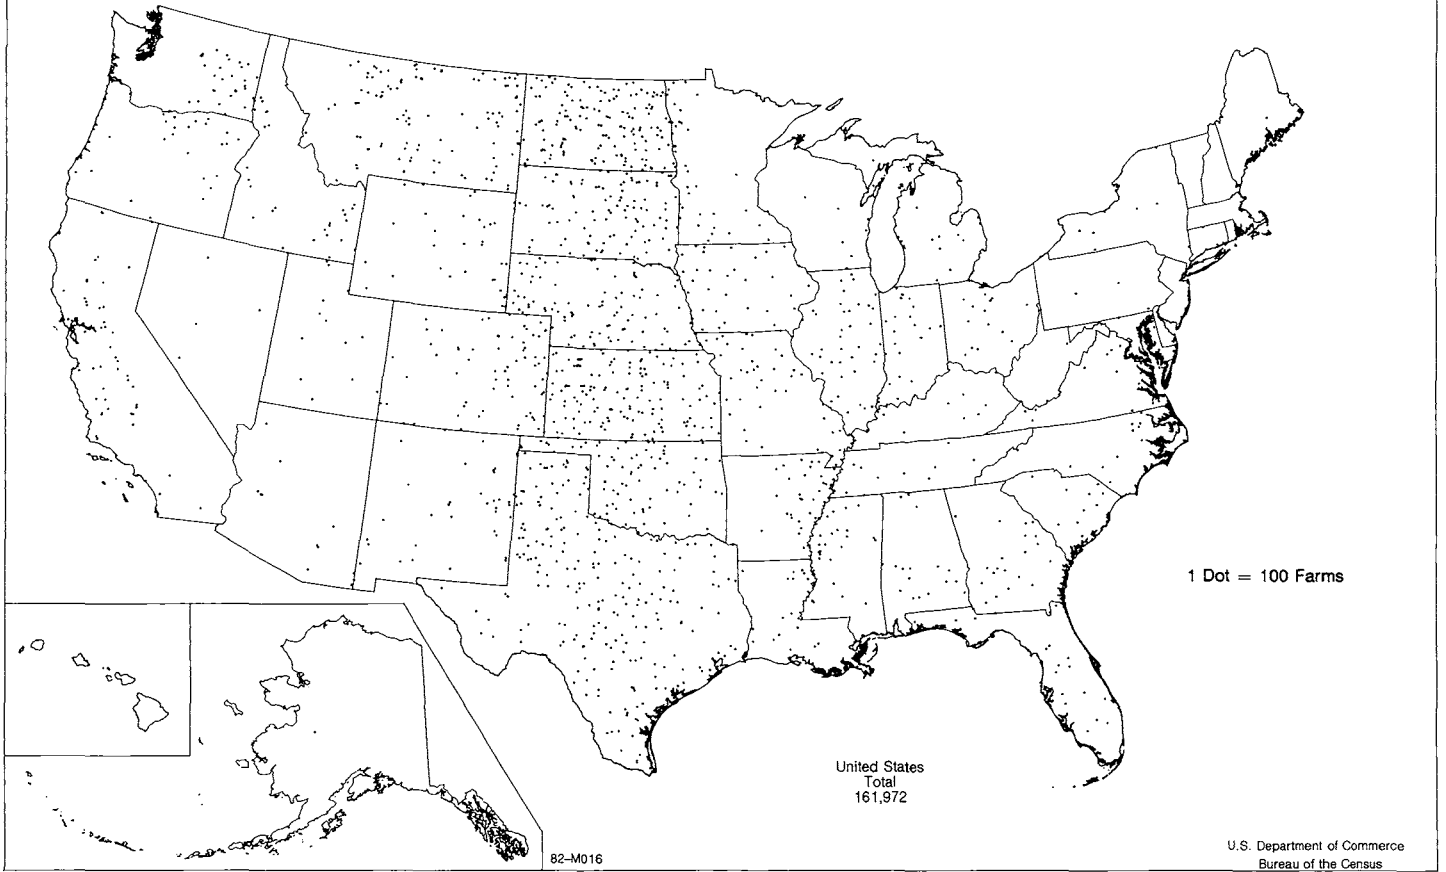 1 Dot = 100 Farms
United States
Total
161,972
82-M016
U.S. Department of Commerce
Bureau of the Census